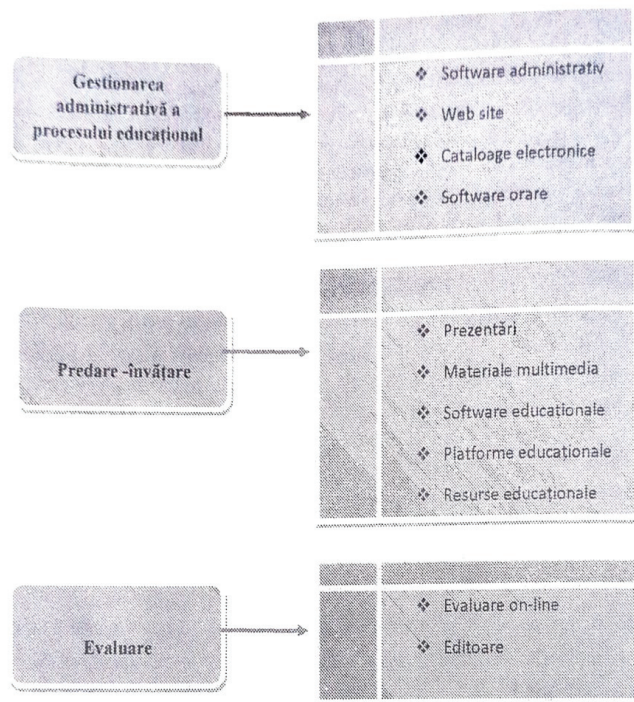 Gestionarea
administrativă a
procesului educațional
❖ Software administrativ
❖ Web site
❖ Cataloage electronice
❖ Software orare
Predare -învățare
❖ Prezentări
❖ Materiale multimedia
❖ Software educaționale
❖ Platforme educaționale
❖ Resurse educaționale
Evaluare
❖ Evaluare on-line
❖ Editoare